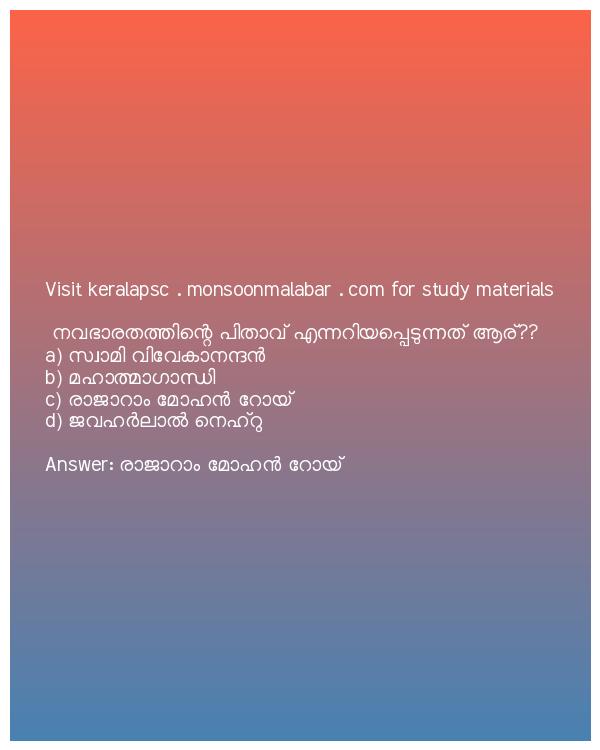 Visit keralapsc . monsoonmalabar . com for study materials
നവഭാരതത്തിന്റെ പിതാവ് എന്നറിയപ്പെടുന്നത് ആര്??
a) സ്വാമി വിവേകാനന്ദൻ
b) മഹാത്മാഗാന്ധി
c) രാജാറാം മോഹൻ റോയ്
d) ജവഹർലാൽ നെഹ്റു
Answer: രാജാറാം മോഹൻ റോയ്